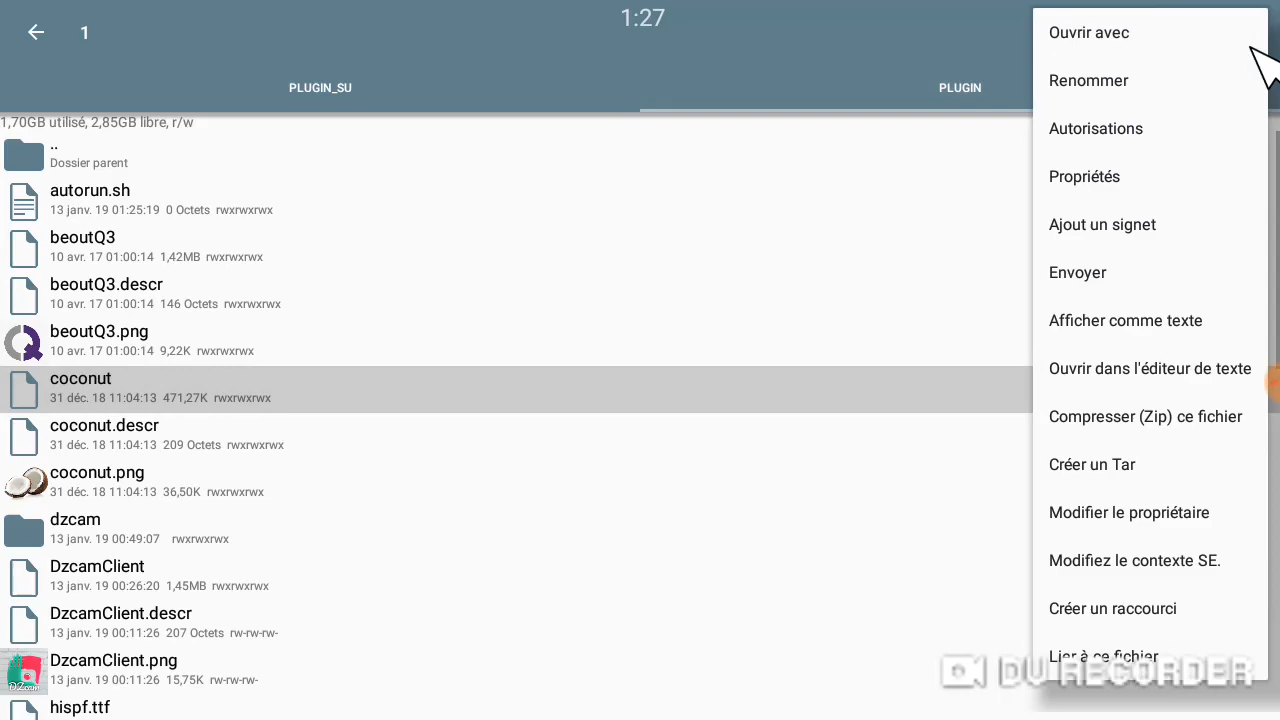 1:27
1
PLUGIN_SU
PLUGIN
1,70GB utilisé, 2,85GB libre, r/w
..
Dossier parent
autorun.sh
13 janv. 19 01:25:19 0 Octets rwxrwxrwx
beoutQ3
10 avr. 17 01:00:14 1,42MB rwxrwxrwx
beoutQ3.descr
10 avr. 17 01:00:14 146 Octets rwxrwxrwx
beoutQ3.png
10 avr. 17 01:00:14 9,22K rwxrwxrwx
coconut
31 déc. 18 11:04:13 471,27K rwxrwxrwx
coconut.descr
31 déc. 18 11:04:13 209 Octets rwxrwxrwx
coconut.png
31 déc. 18 11:04:13 36,50K rwxrwxrwx
dzcam
13 janv. 19 00:49:07 rwxrwxrwx
DzcamClient
13 janv. 19 00:26:20 1,45MB rwxrwxrwx
DzcamClient.descr
13 janv. 19 00:11:26 207 Octets rw-rw-rw-
DzcamClient.png
13 janv. 19 00:11:26 15,75K rw-rw-rw-
DZcam
hispf.ttf
Ouvrir avec
Renommer
Autorisations
Propriétés
Ajout un signet
Envoyer
Afficher comme texte
Ouvrir dans l'éditeur de texte
Compresser (Zip) ce fichier
Créer un Tar
Modifier le propriétaire
Modifiez le contexte SE.
Créer un raccourci
Lier à ce fichier
DU RECORDER